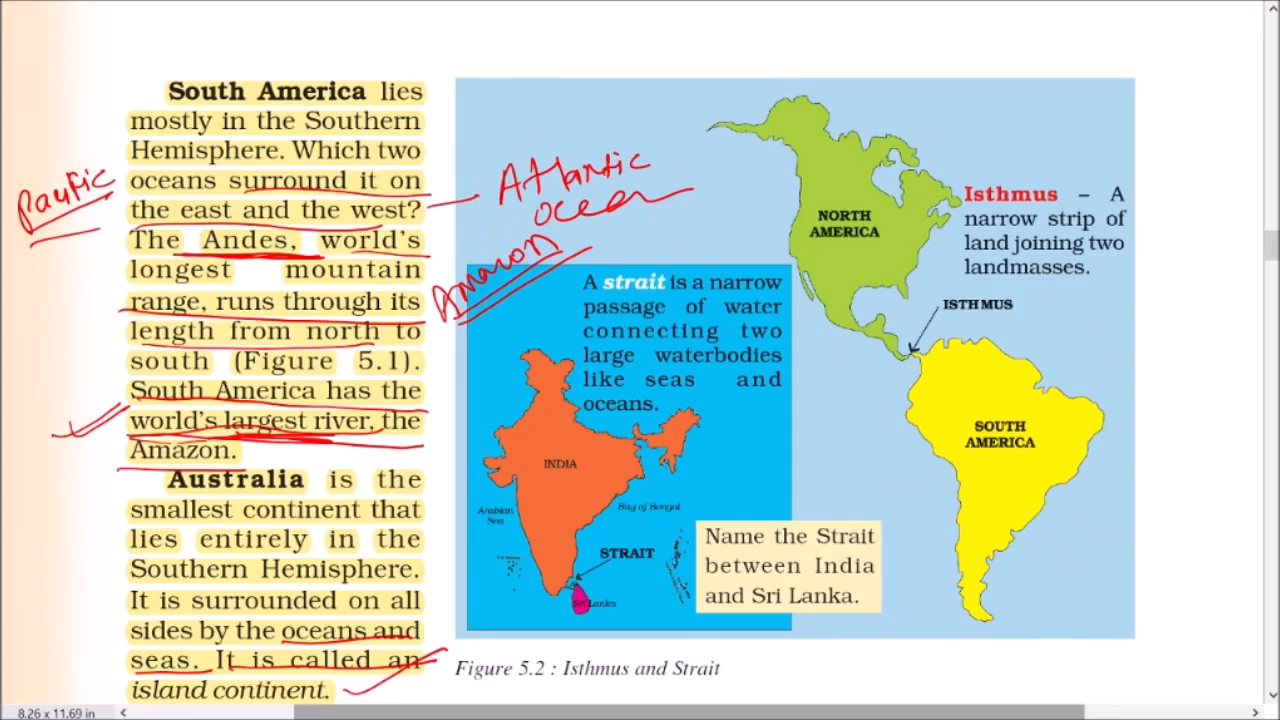 South America lies
mostly in the Southern
Hemisphere. Which two
oceans surround it on
the east and the west?
The Andes, world's
longest mountain
range, runs through its
length from north to
south (Figure 5.1).
South America has the
world's largest river, the
Amazon.
Australia is the
smallest continent that
lies entirely in the
Southern Hemisphere.
It is surrounded on all
sides by the oceans and
seas. It is called an
island continent.
Pacific
Atlantic
ocean
Amazon
NORTH
AMERICA
Isthmus – A
narrow strip of
land joining two
landmasses.
ISTHMUS
SOUTH
AMERICA
A strait is a narrow
passage of water
connecting two
large waterbodies
like seas and
oceans.
INDIA
Arabian
Sea
Bay of Bengal
STRAIT
Sri Lanka
Name the Strait
between India
and Sri Lanka.
Figure 5.2 : Isthmus and Strait
8.26 x 11.69 in